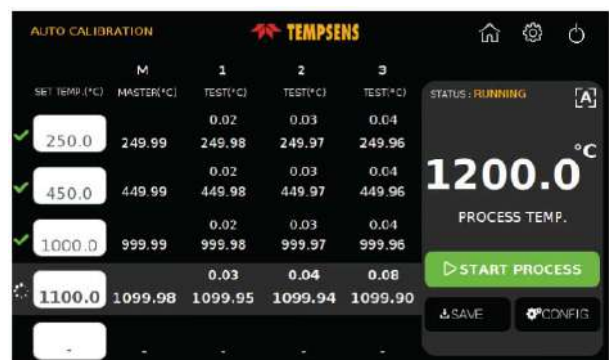 AUTO CALIBRATION
TEMPSENS
M 1 2 3
SET TEMP.(°C) MASTER(°C) TEST(°C) TEST(°C) TEST(°C)
0.02 0.03 0.04
250.0 249.99 249.98 249.97 249.96
0.02 0.03 0.04
450.0 449.99 449.98 449.97 449.96
0.02 0.03 0.04
1000.0 999.99 999.98 999.97 999.96
0.03 0.04 0.08
1100.0 1099.98 1099.95 1099.94 1099.90
- - - - -
STATUS : RUNNING [A]
1200.0 °C
PROCESS TEMP.
START PROCESS
SAVE CONFIG